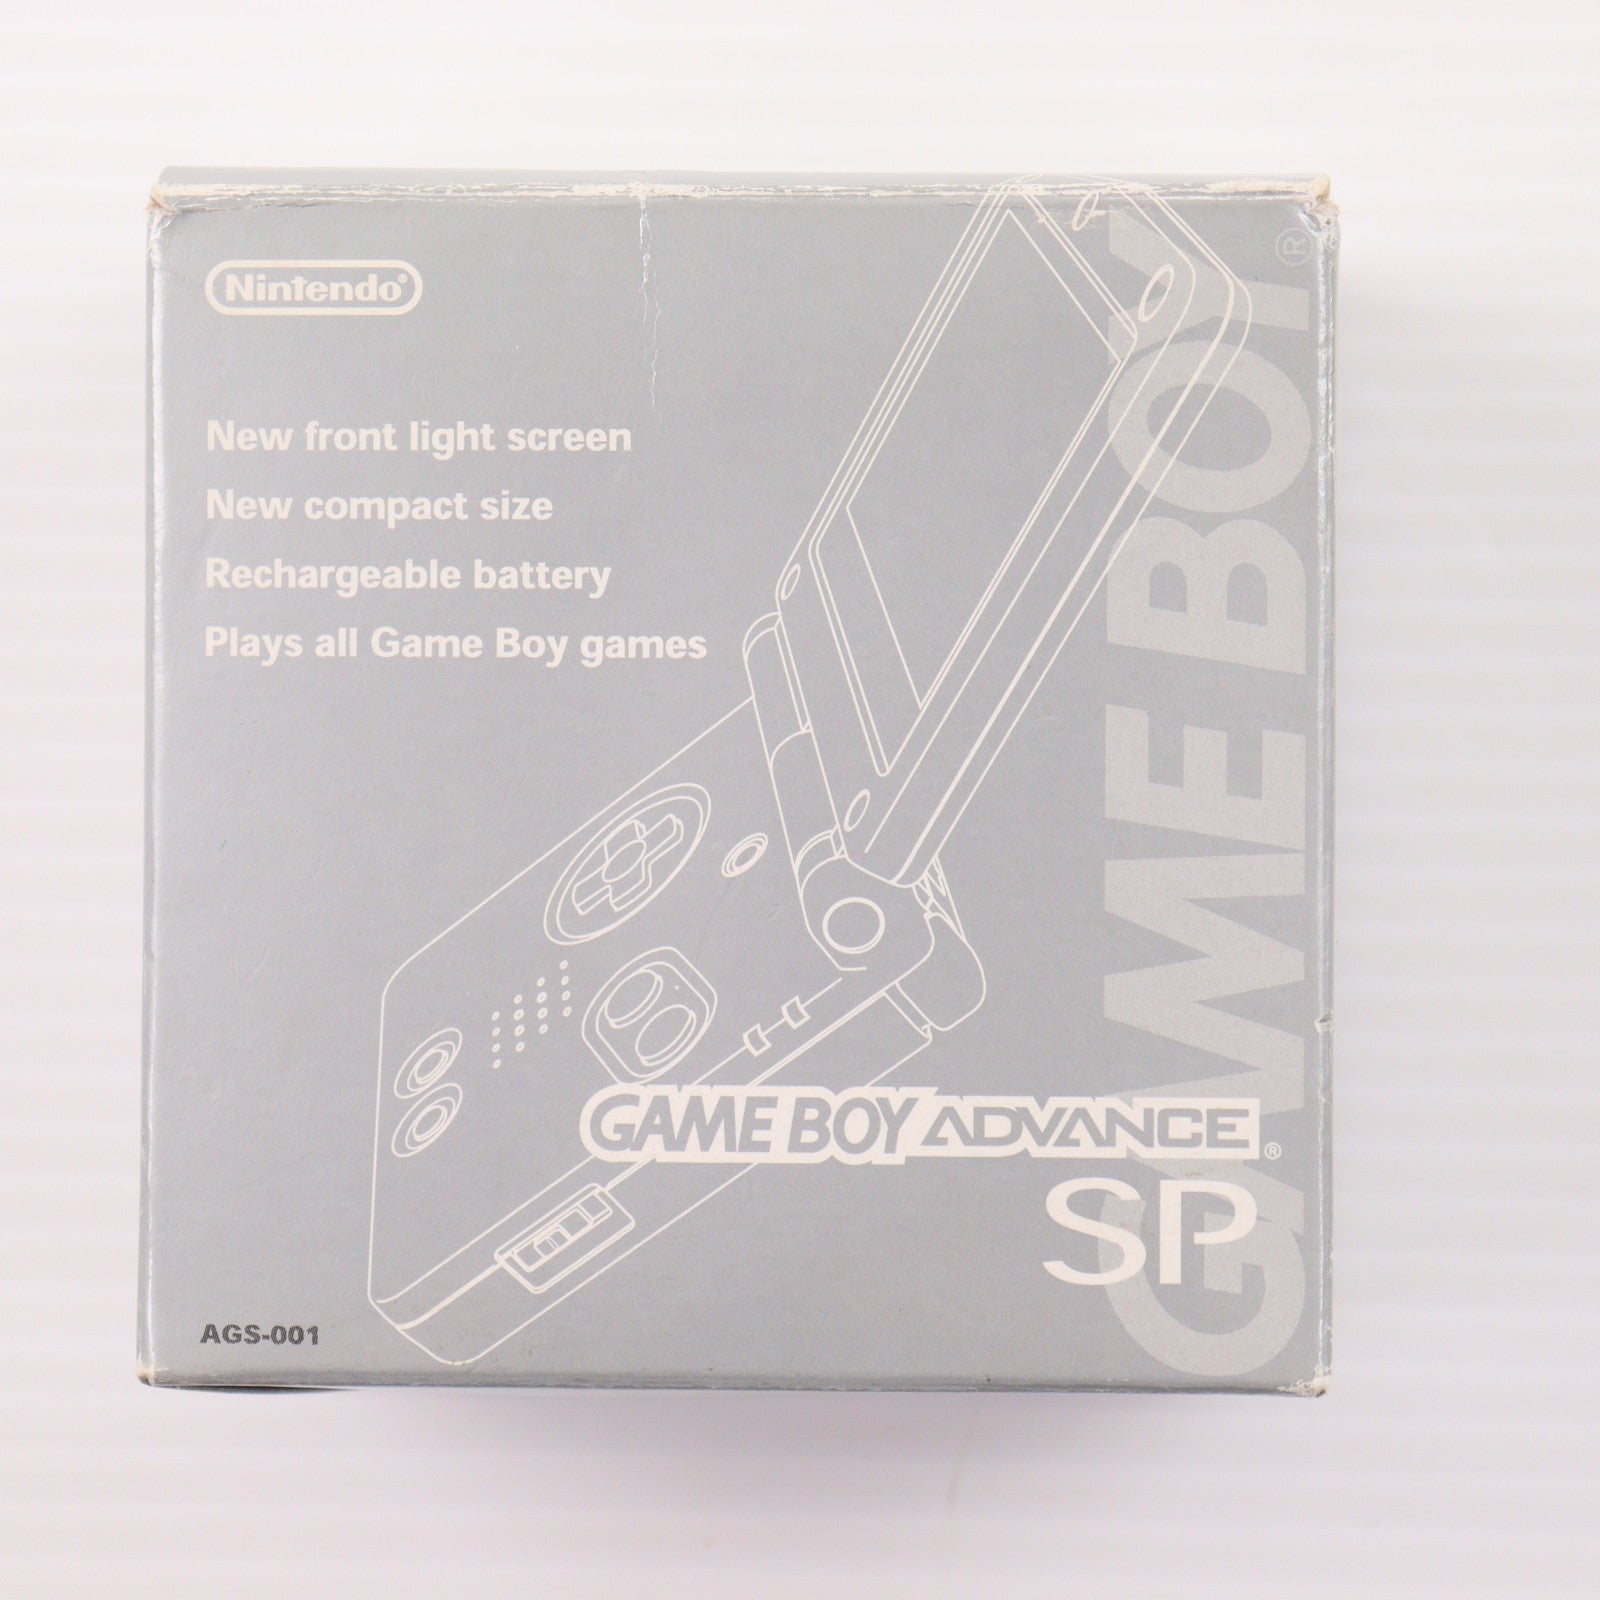 Nintendo®
New front light screen
New compact size
Rechargeable battery
Plays all Game Boy games
GAME BOY®
GAME BOY ADVANCE®
SP
AGS-001